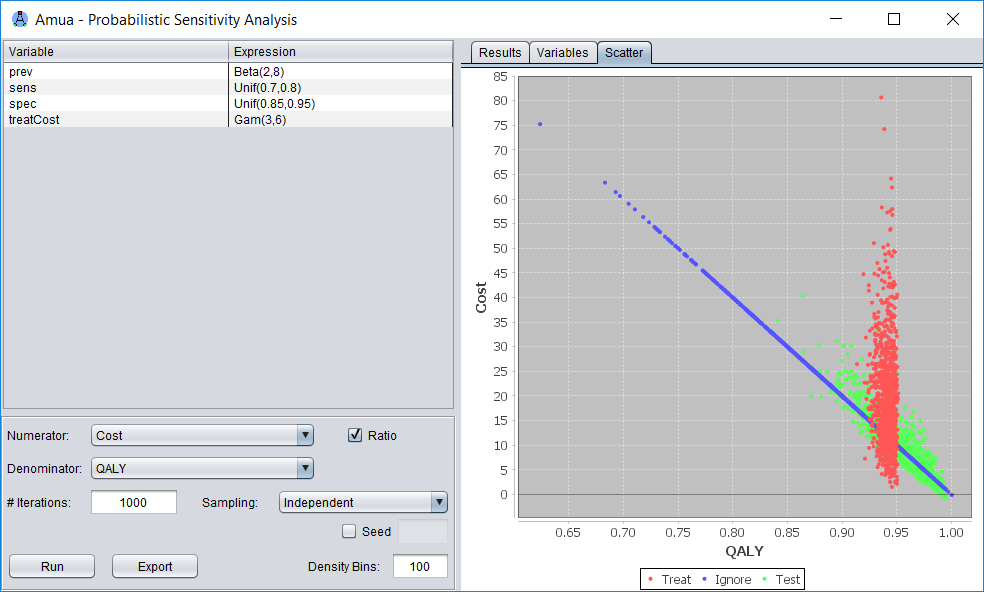 Amua - Probabilistic Sensitivity Analysis
Variable Expression
prev Beta(2,8)
sens Unif(0.7,0.8)
spec Unif(0.85,0.95)
treatCost Gam(3,6)
Numerator: Cost Ratio
Denominator: QALY
# Iterations: 1000 Sampling: Independent
Seed
Run Export Density Bins: 100
Results Variables Scatter
85
80
75
70
65
60
55
50
45
40
35
30
25
20
15
10
5
0
Cost
0.65 0.70 0.75 0.80 0.85 0.90 0.95 1.00
QALY
Treat Ignore Test